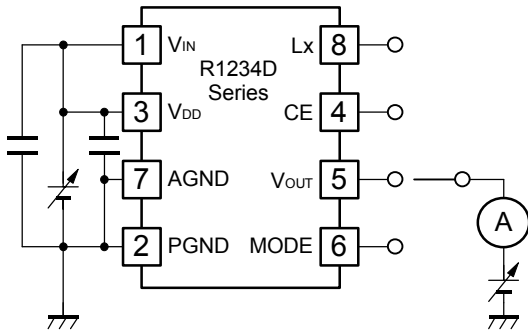 1 VIN Lx 8
R1234D
Series
3 VDD CE 4
7 AGND VOUT 5
A
2 PGND MODE 6